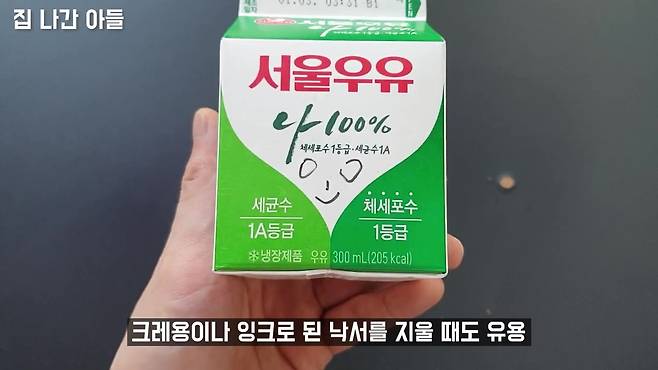 집 나간 아들
서울우유
나100%
체세포수1등급·세균수1A
세균수
1A등급
체세포수
1등급
냉장제품 우유 300 mL(205 kcal)
크레용이나 잉크로 된 낙서를 지울 때도 유용